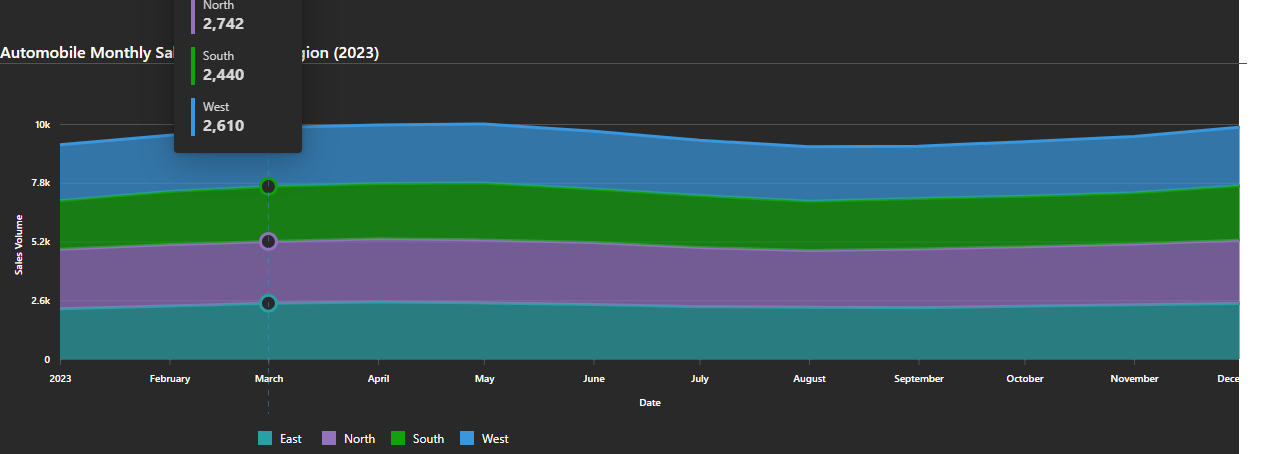 North
2,742
Automobile Monthly Sal gion (2023)
South
2,440
West
2,610
10k
7.8k
5.2k
2.6k
0
Sales Volume
2023 February March April May June July August September October November Dece
Date
East North South West